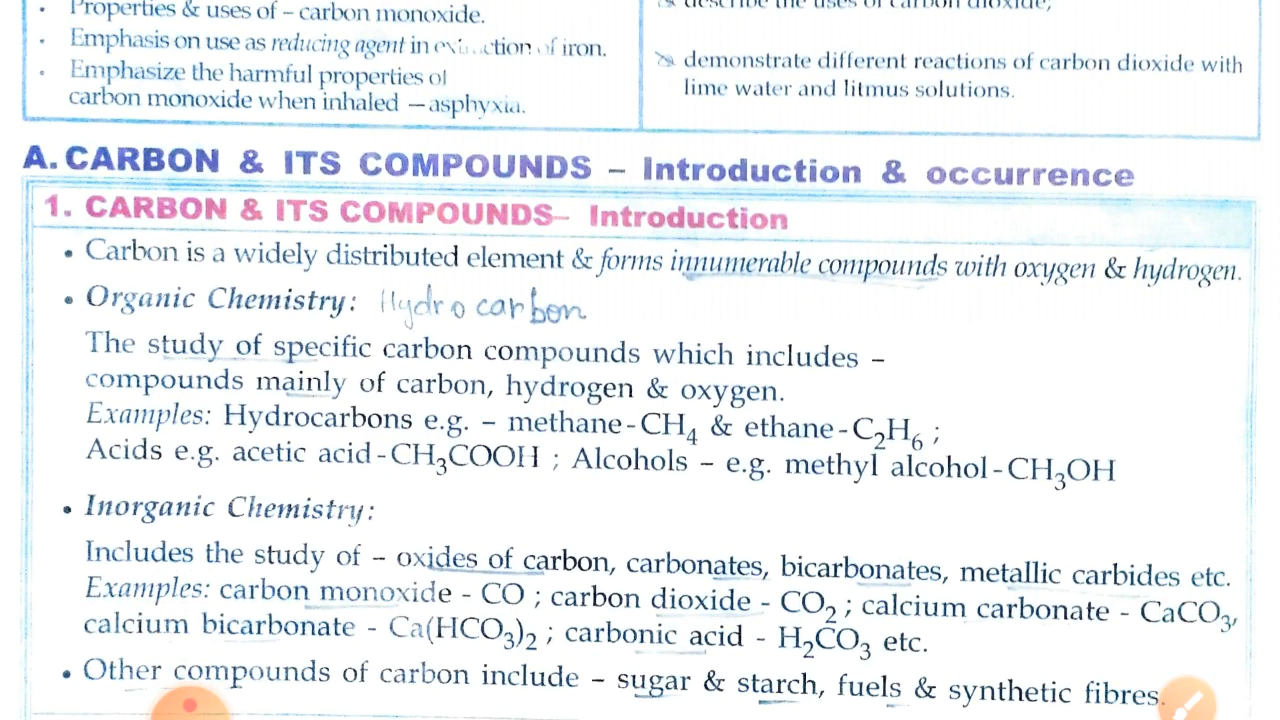 Properties & uses of – carbon monoxide.
• Emphasis on use as reducing agent in extraction of iron.
• Emphasize the harmful properties of
carbon monoxide when inhaled – asphyxia.
describe the uses of carbon dioxide;
demonstrate different reactions of carbon dioxide with
lime water and litmus solutions.
A. CARBON & ITS COMPOUNDS – Introduction & occurrence
1. CARBON & ITS COMPOUNDS– Introduction
• Carbon is a widely distributed element & forms innumerable compounds with oxygen & hydrogen.
• Organic Chemistry: Hydrocarbon
The study of specific carbon compounds which includes –
compounds mainly of carbon, hydrogen & oxygen.
Examples: Hydrocarbons e.g. – methane-CH₄ & ethane-C₂H₆ ;
Acids e.g. acetic acid-CH₃COOH ; Alcohols – e.g. methyl alcohol-CH₃OH
• Inorganic Chemistry:
Includes the study of – oxides of carbon, carbonates, bicarbonates, metallic carbides etc.
Examples: carbon monoxide - CO ; carbon dioxide - CO₂ ; calcium carbonate - CaCO₃,
calcium bicarbonate - Ca(HCO₃)₂ ; carbonic acid - H₂CO₃ etc.
• Other compounds of carbon include – sugar & starch, fuels & synthetic fibres.